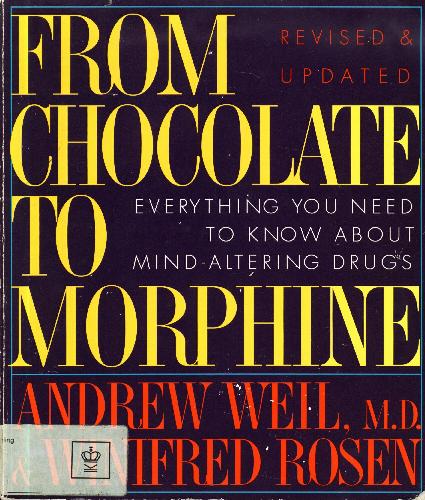 FROM
REVISED &
UPDATED
CHOCOLATE
TO
EVERYTHING YOU NEED
TO KNOW ABOUT
MIND-ALTERING DRUGS
MORPHINE
ANDREW WEIL, M.D.
& WINIFRED ROSEN